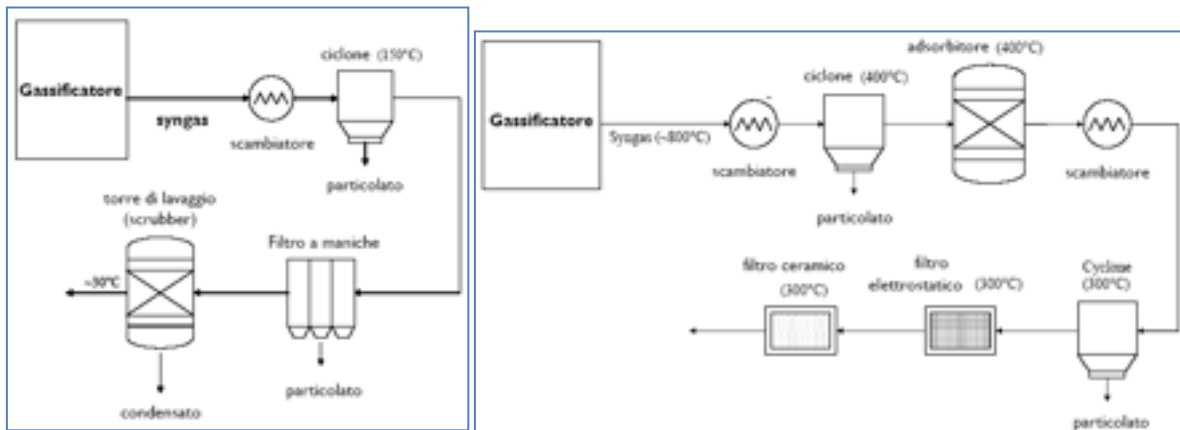 Gassificatore
syngas
scambiatore
ciclone (150°C)
particolato
torre di lavaggio
(scrubber)
Filtro a maniche
~30°C
particolato
condensato
Gassificatore
Syngas (~800°C)
scambiatore
ciclone (400°C)
particolato
adsorbitore (400°C)
scambiatore
filtro ceramico
(300°C)
filtro
elettrostatico (300°C)
Cyclone
(300°C)
particolato